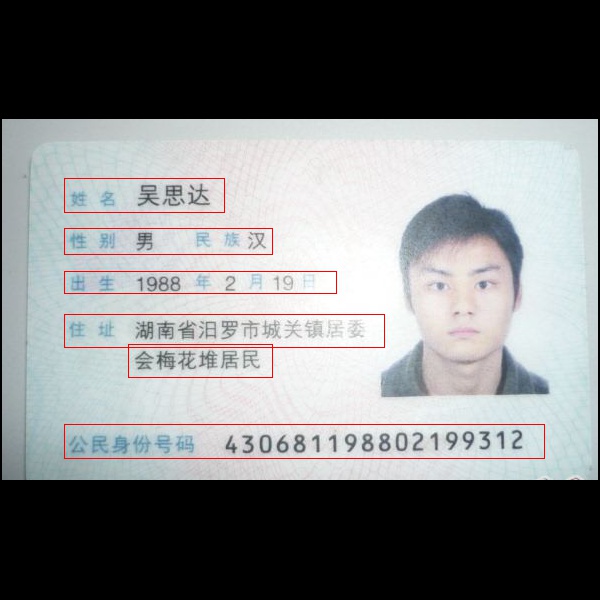 姓名 吴思达
性别 男 民族 汉
出生 1988 年 2 月 19 日
住址 湖南省汨罗市城关镇居委
会梅花堆居民
公民身份号码 430681198802199312